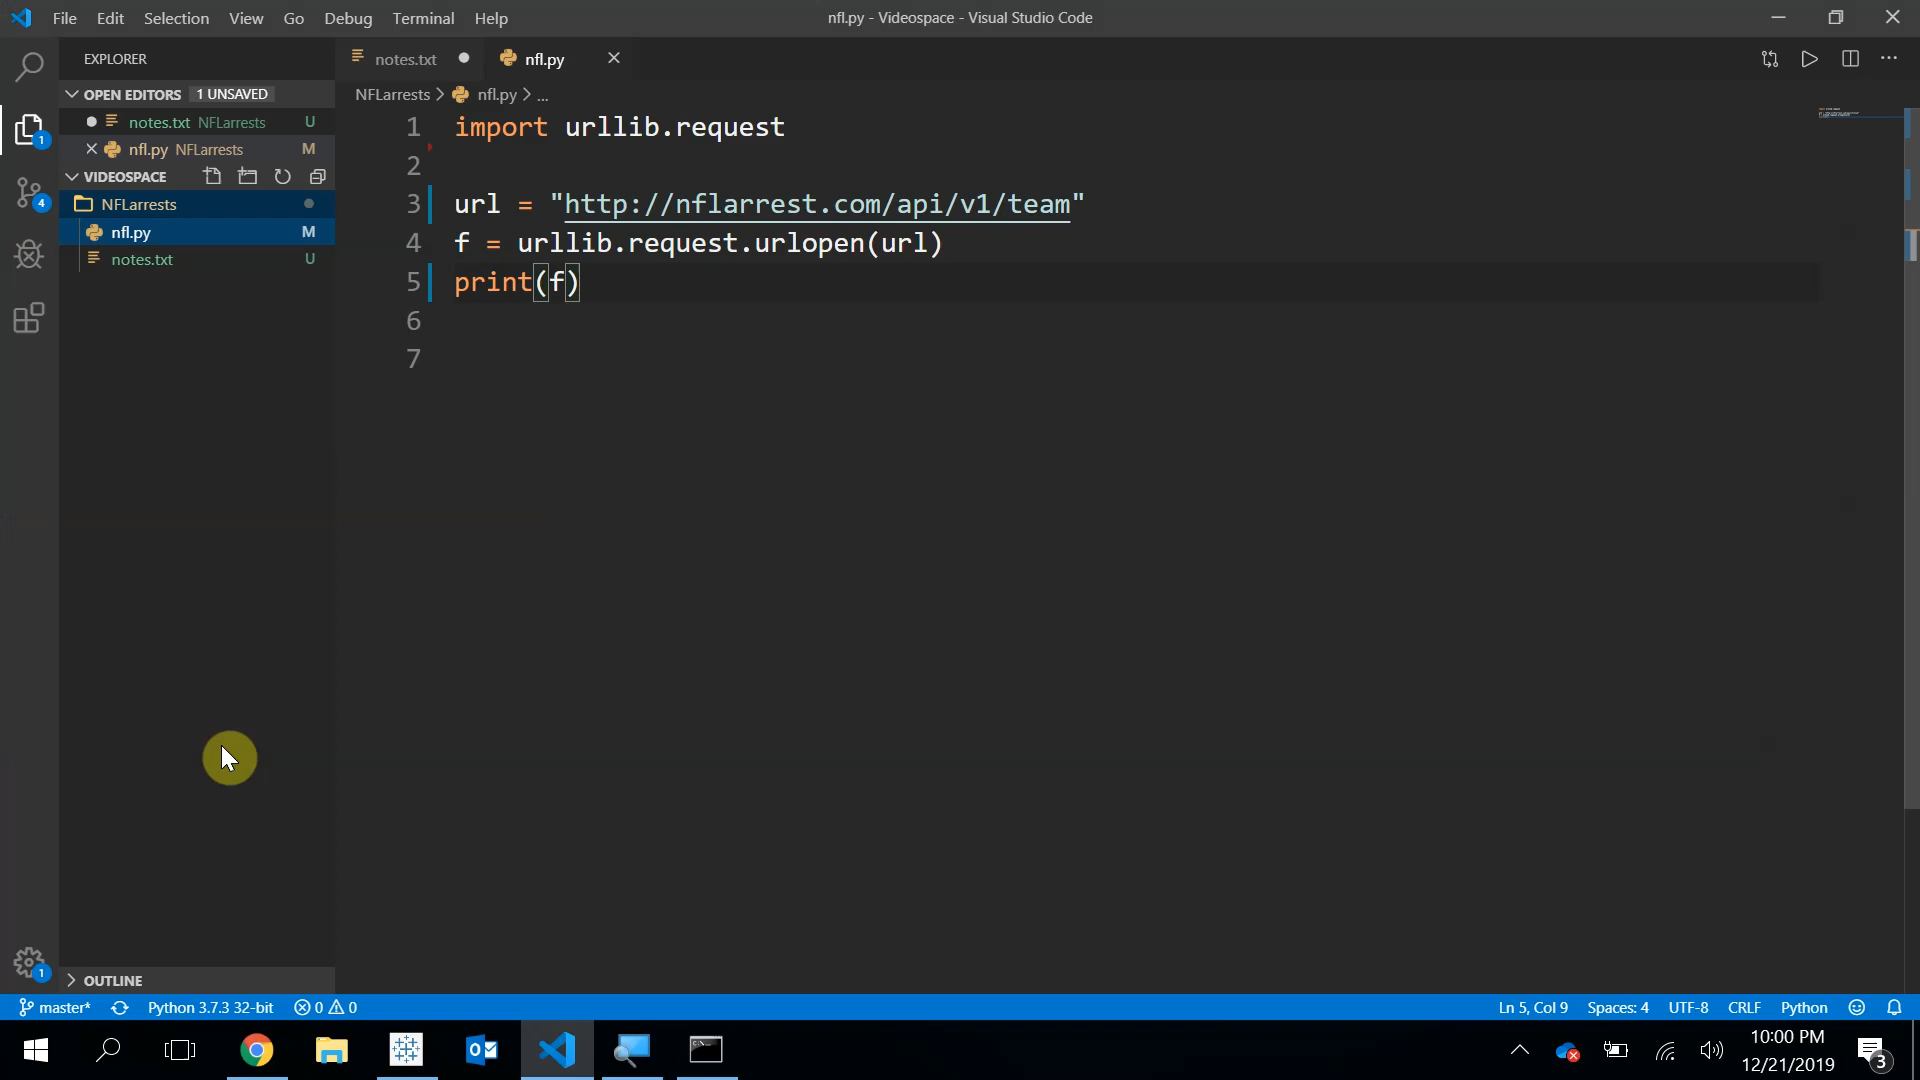 File Edit Selection View Go Debug Terminal Help
nfl.py - Videospace - Visual Studio Code
EXPLORER
notes.txt
nfl.py
OPEN EDITORS 1 UNSAVED
NFLarrests > nfl.py > ...
notes.txt NFLarrests U
nfl.py NFLarrests M
VIDEOSPACE
NFLarrests
nfl.py M
notes.txt U
1 import urllib.request
2
3 url = "http://nflarrest.com/api/v1/team"
4 f = urllib.request.urlopen(url)
5 print(f)
6
7
1
4
1
OUTLINE
master* Python 3.7.3 32-bit 0 0
Ln 5, Col 9 Spaces: 4 UTF-8 CRLF Python
10:00 PM
12/21/2019
3